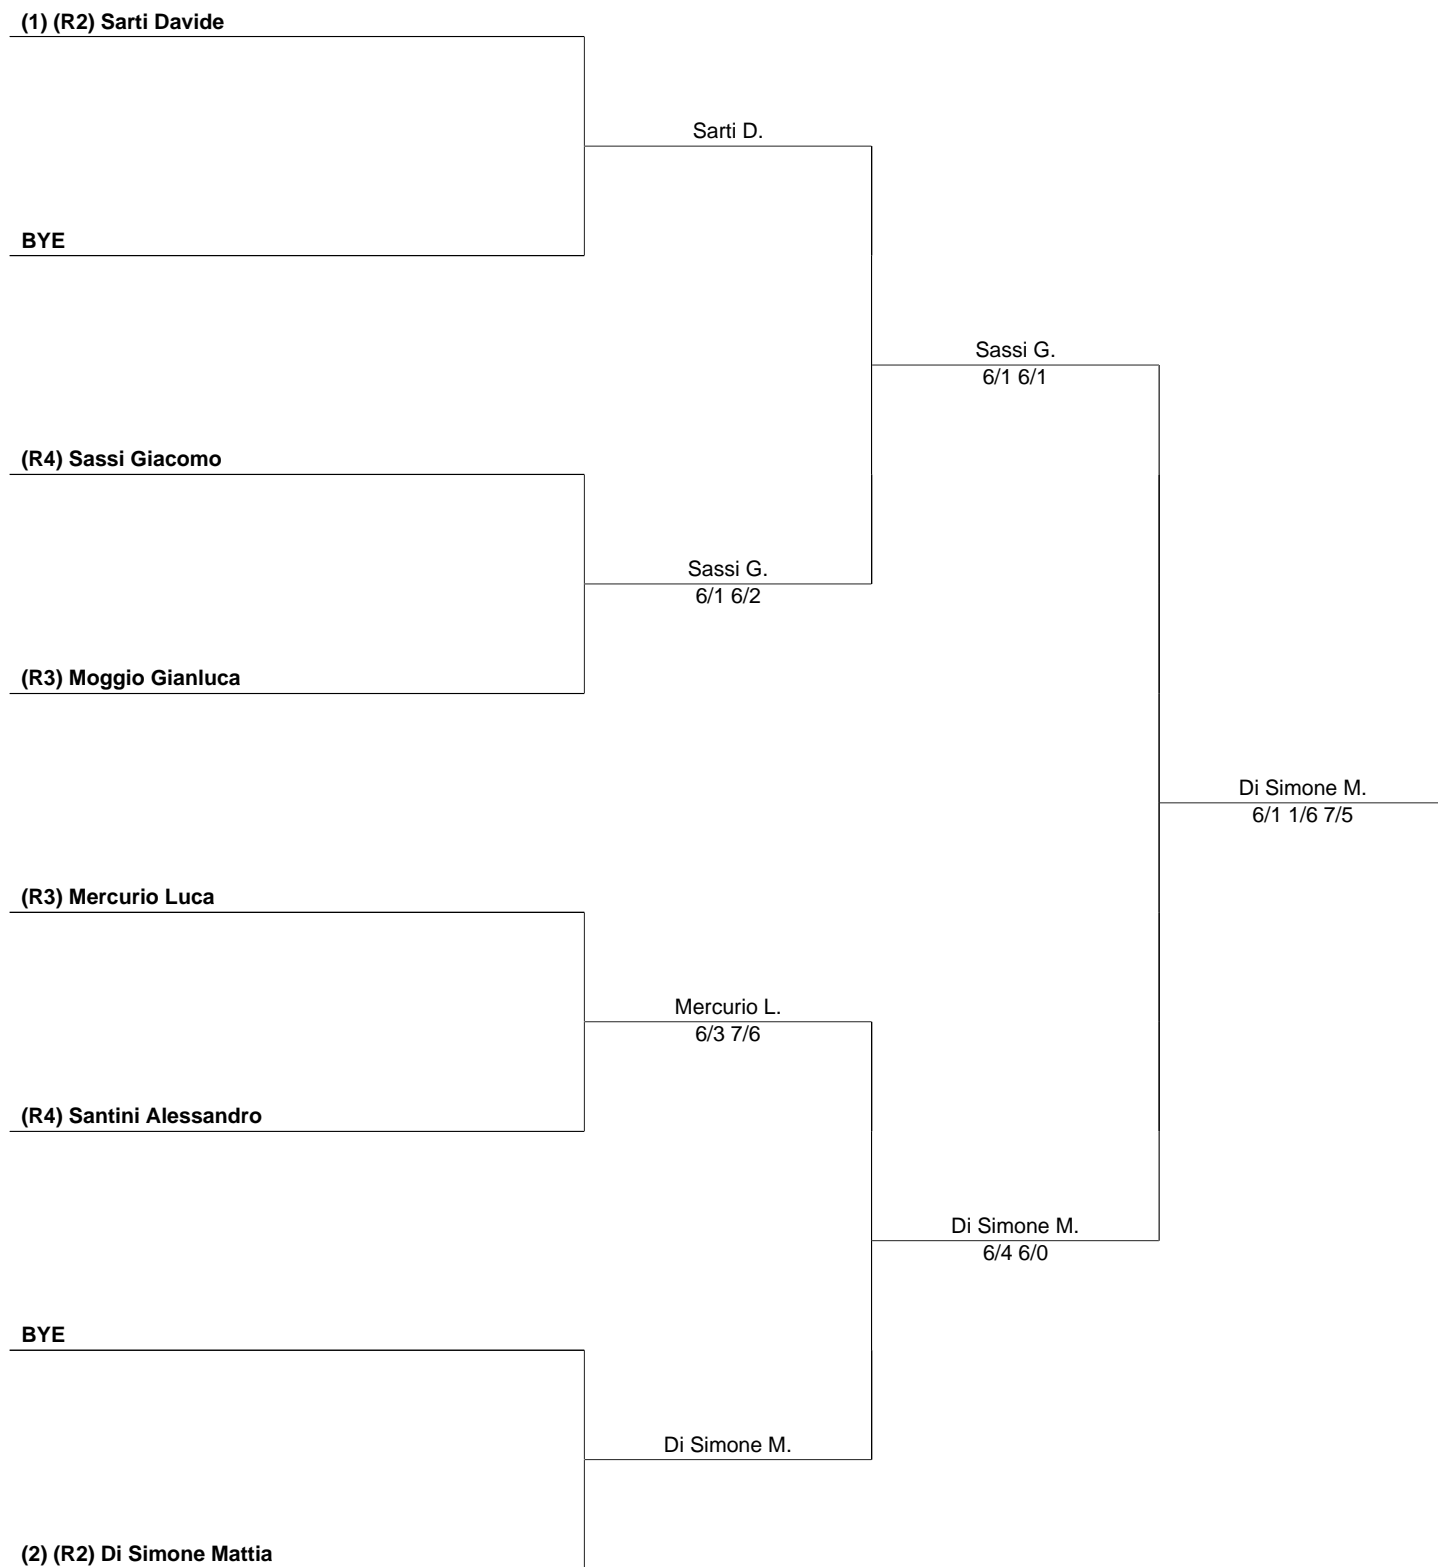 (1) (R2) Sarti Davide
Sarti D.
BYE
Sassi G.
6/1 6/1
(R4) Sassi Giacomo
Sassi G.
6/1 6/2
(R3) Moggio Gianluca
Di Simone M.
6/1 1/6 7/5
(R3) Mercurio Luca
Mercurio L.
6/3 7/6
(R4) Santini Alessandro
Di Simone M.
6/4 6/0
BYE
Di Simone M.
(2) (R2) Di Simone Mattia